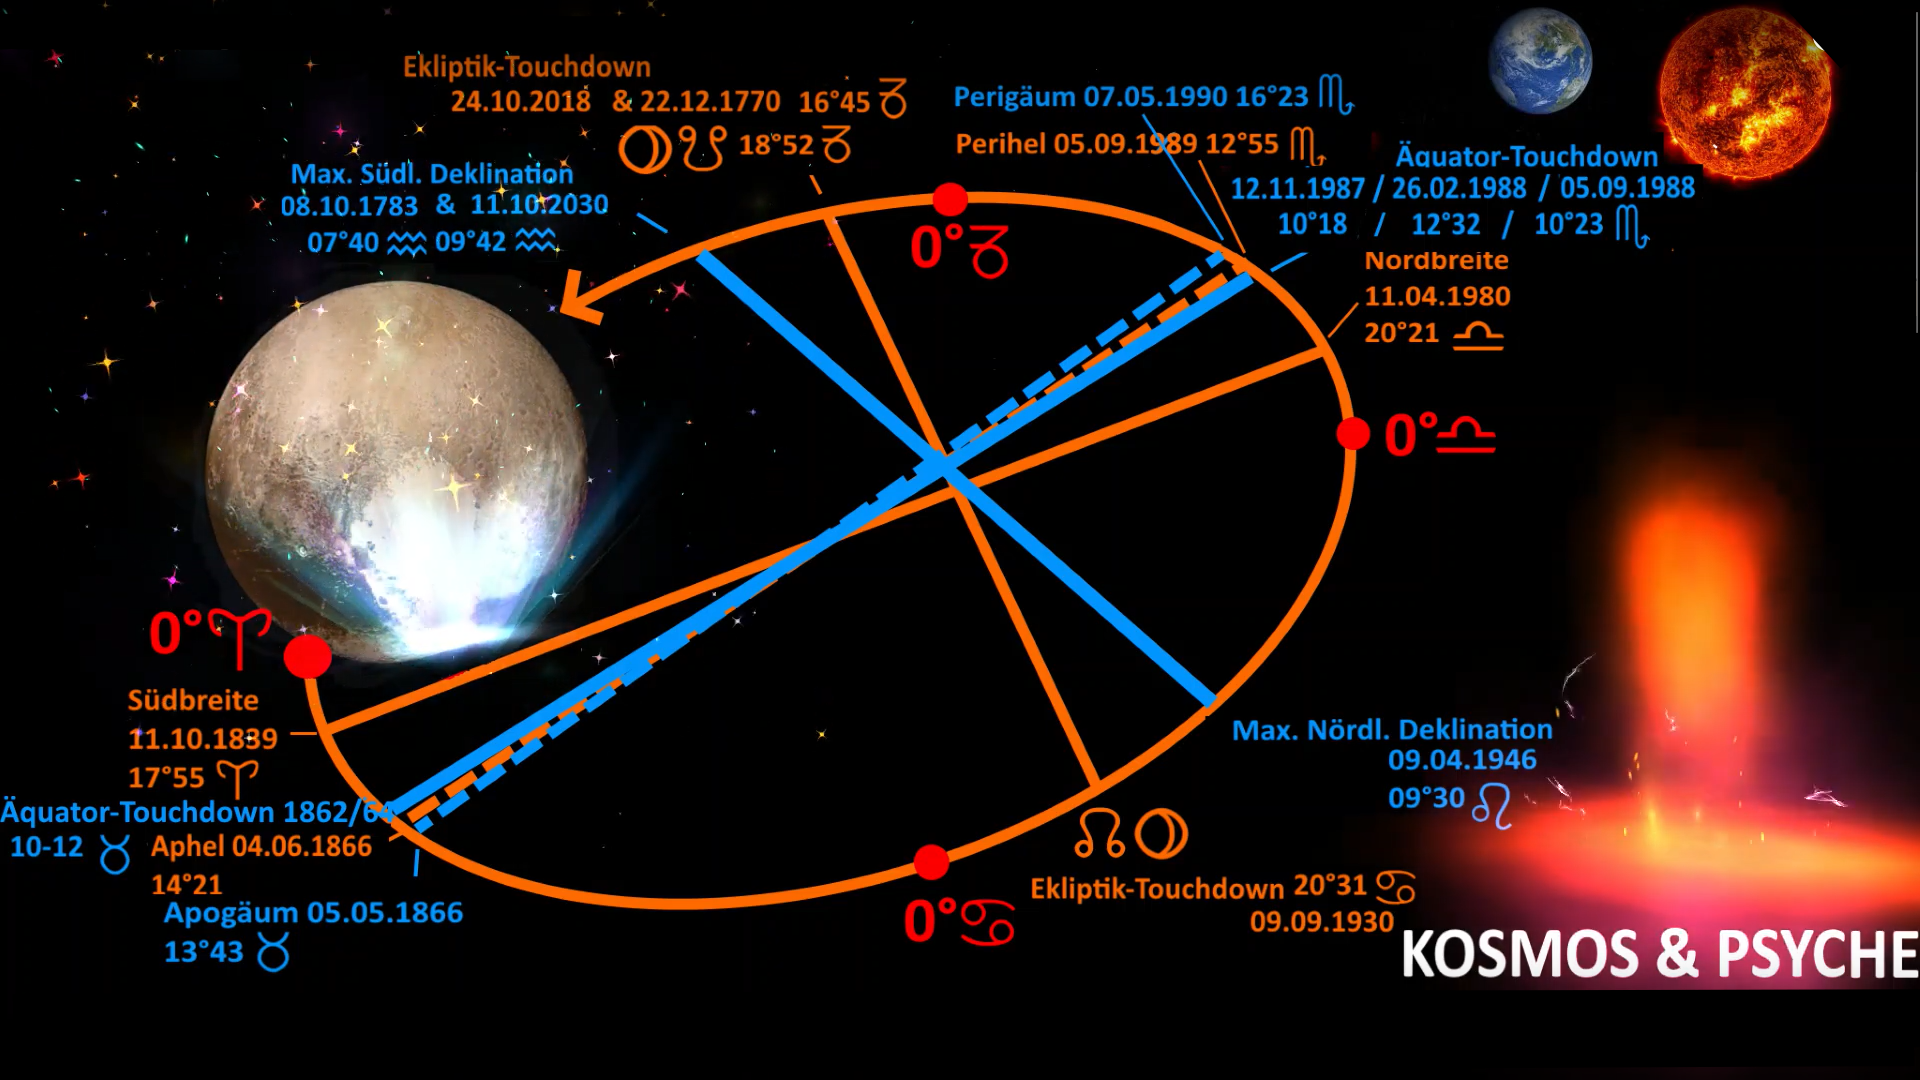 Ekliptik-Touchdown
24.10.2018 & 22.12.1770 16°45 ♑
☊ 18°52 ♑
Perigäum 07.05.1990 16°23 ♏
Perihel 05.09.1989 12°55 ♏
Äquator-Touchdown
12.11.1987 / 26.02.1988 / 05.09.1988
10°18 / 12°32 / 10°23 ♏
Max. Südl. Deklination
08.10.1783 & 11.10.2030
07°40 ♒ 09°42 ♒
0°♑
Nordbreite
11.04.1980
20°21 ♎
0°♎
0°♈
Südbreite
11.10.1839
17°55 ♈
Äquator-Touchdown 1862/64
10-12 ♉
Aphel 04.06.1866
14°21
Apogäum 05.05.1866
13°43 ♉
Max. Nördl. Deklination
09.04.1946
09°30 ♌
☊
Ekliptik-Touchdown 20°31 ♋
09.09.1930
0°♋
KOSMOS & PSYCHE